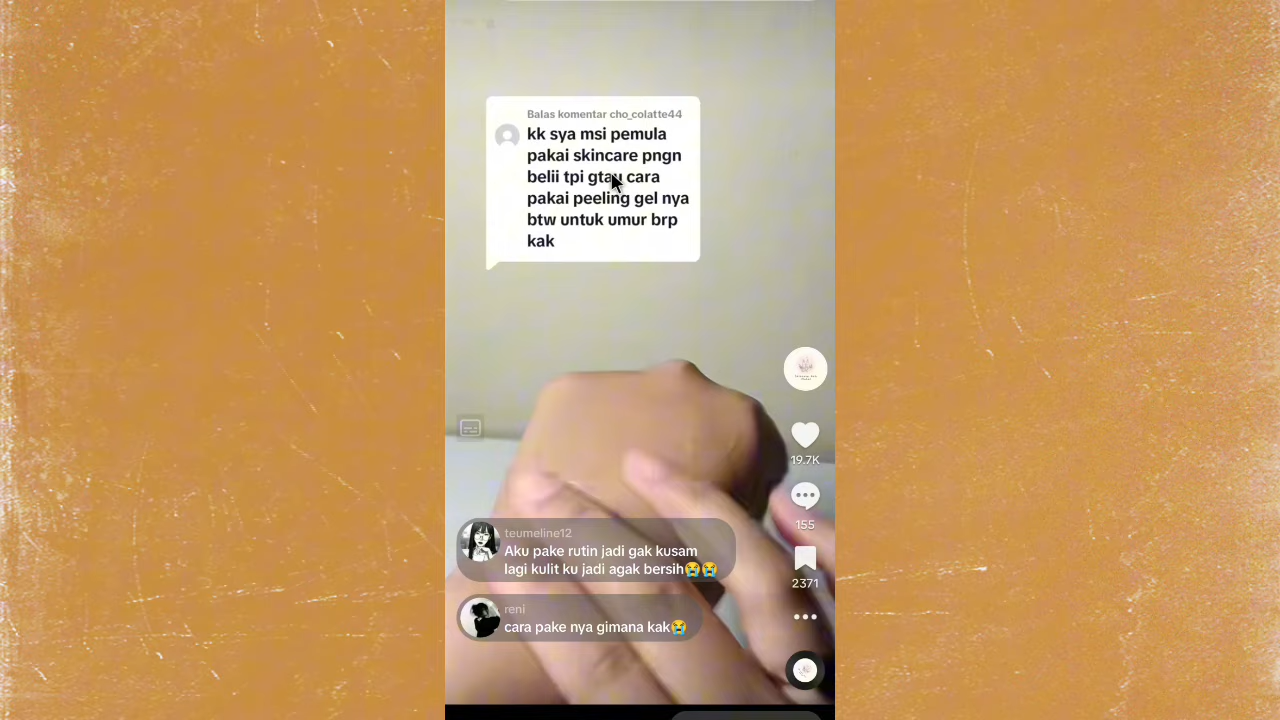 Balas komentar cho_colatte44
kk sya msi pemula
pakai skincare pngn
belii tpi gtau cara
pakai peeling gel nya
btw untuk umur brp
kak
19.7K
155
teumeline12
Aku pake rutin jadi gak kusam
lagi kulit ku jadi agak bersih😭😭
2371
reni
cara pake nya gimana kak😭